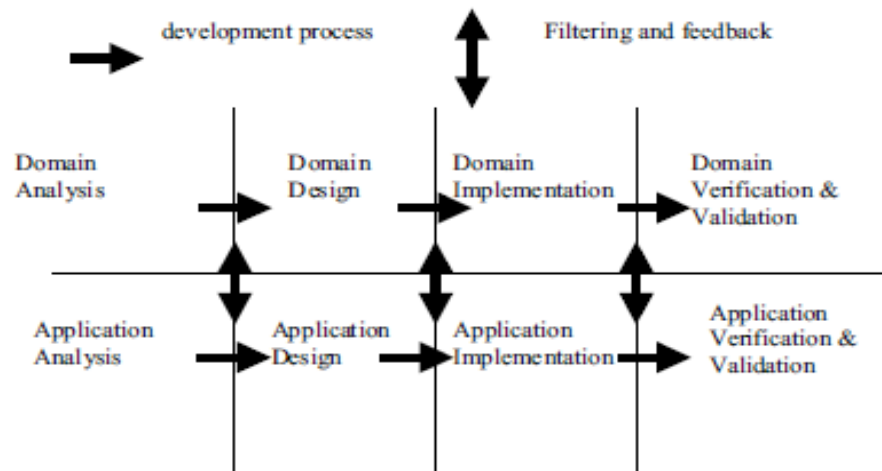 development process
Filtering and feedback
Domain
Analysis
Domain
Design
Domain
Implementation
Domain
Verification &
Validation
Application
Analysis
Application
Design
Application
Implementation
Application
Verification &
Validation